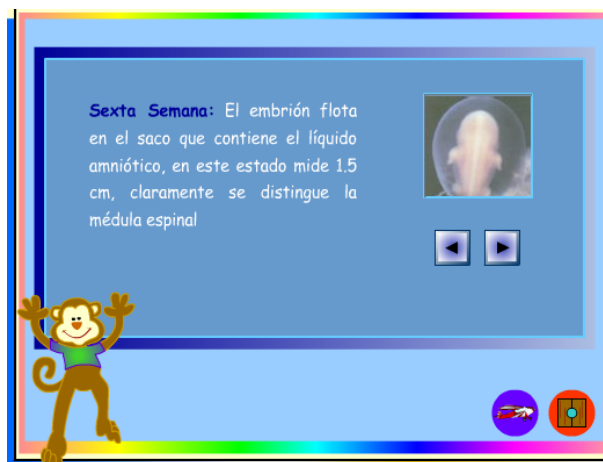 Sexta Semana: El embrión flota
en el saco que contiene el líquido
amniótico, en este estado mide 1.5
cm, claramente se distingue la
médula espinal